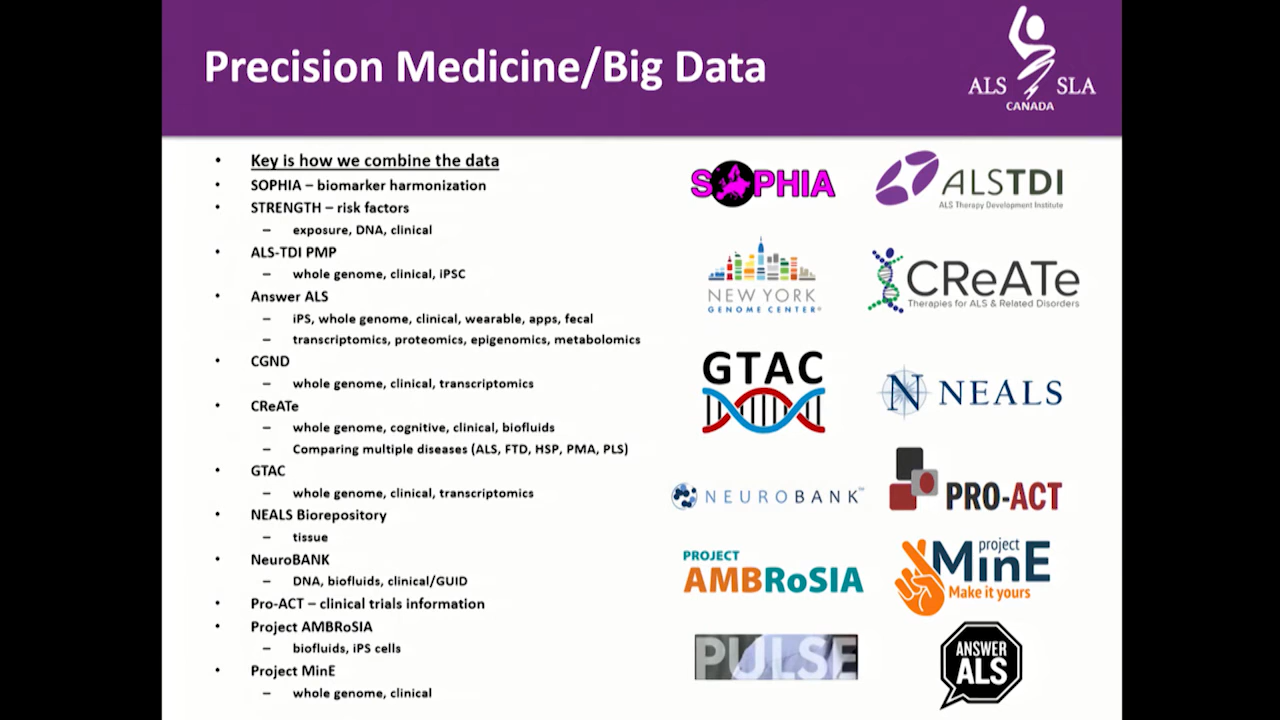 Precision Medicine/Big Data
ALS SLA
CANADA
• Key is how we combine the data
• SOPHIA – biomarker harmonization
• STRENGTH – risk factors
– exposure, DNA, clinical
• ALS-TDI PMP
– whole genome, clinical, iPSC
• Answer ALS
– iPS, whole genome, clinical, wearable, apps, fecal
– transcriptomics, proteomics, epigenomics, metabolomics
• CGND
– whole genome, clinical, transcriptomics
• CReATe
– whole genome, cognitive, clinical, biofluids
– Comparing multiple diseases (ALS, FTD, HSP, PMA, PLS)
• GTAC
– whole genome, clinical, transcriptomics
• NEALS Biorepository
– tissue
• NeuroBANK
– DNA, biofluids, clinical/GUID
• Pro-ACT – clinical trials information
• Project AMBRoSIA
– biofluids, iPS cells
• Project MinE
– whole genome, clinical
SOPHIA
ALSTDI
ALS Therapy Development Institute
NEW YORK
GENOME CENTER®
CReATe
Therapies for ALS & Related Disorders
GTAC
N NEALS
NEUROBANK™
PRO-ACT
PROJECT
AMBRoSIA
project
MinE
Make it yours
PULSE
ANSWER
ALS